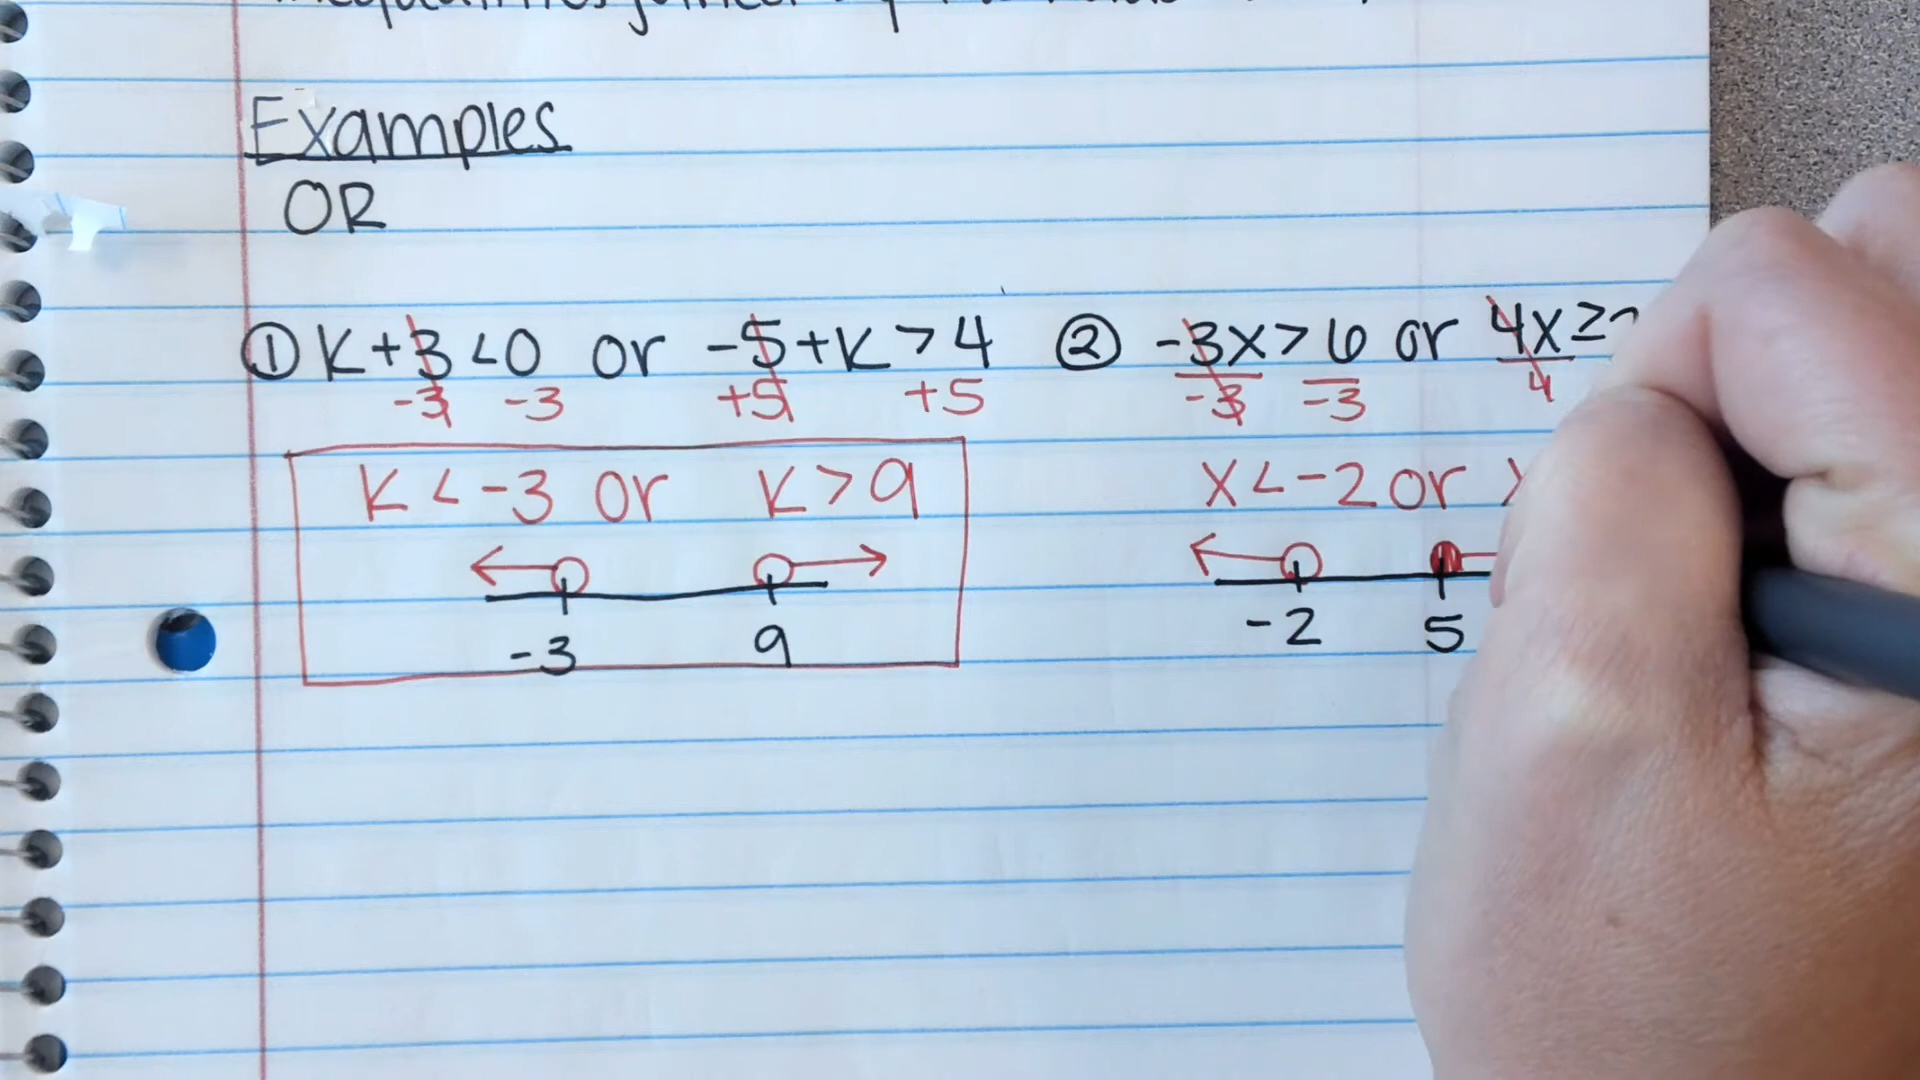 Examples
OR
① K+3<0 or -5+K>4 ② -3x>6 or 4x≥
-3 -3 +5 +5 -3 -3 4
K<-3 or K>9 x<-2 or x
-3 9 -2 5